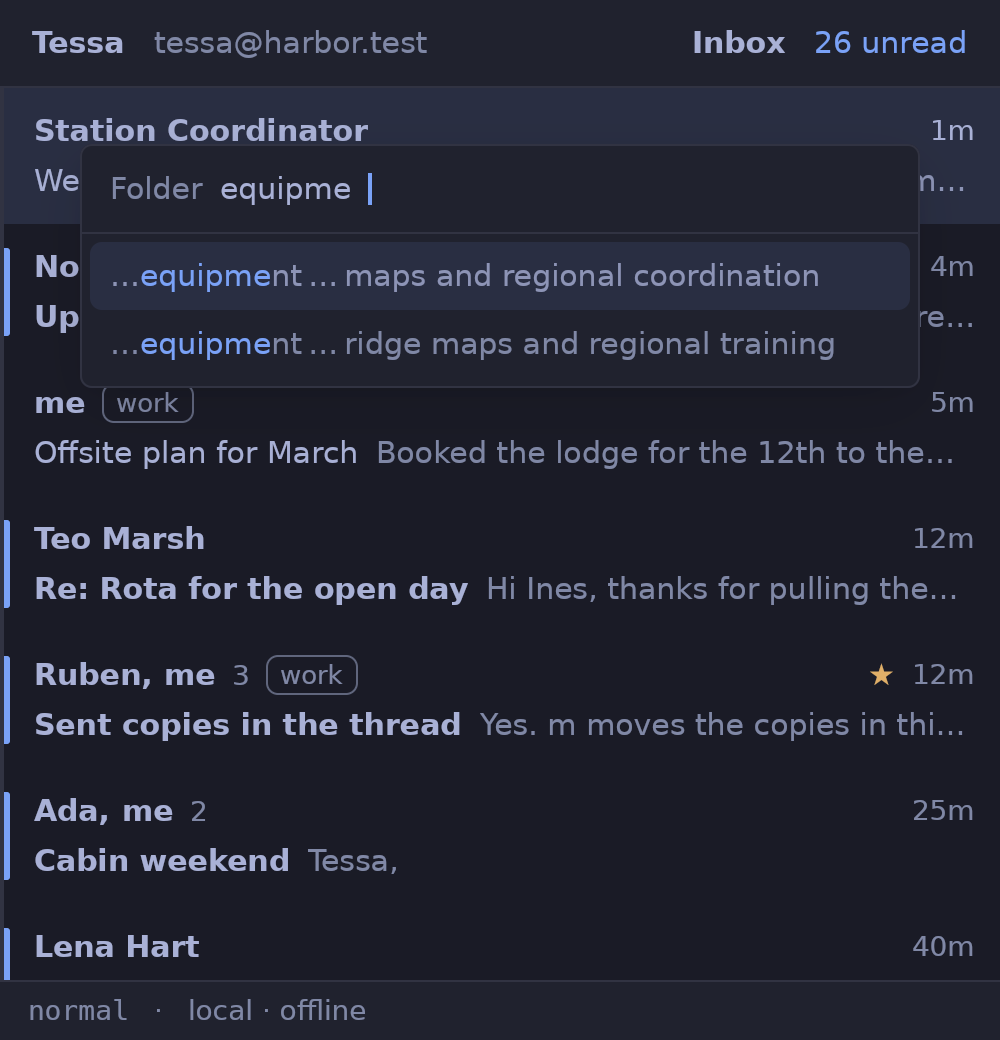 Tessa tessa@harbor.test Inbox 26 unread
Station Coordinator 1m
We m…
Folder equipme
No 4m
…equipment … maps and regional coordination
Up re…
…equipment … ridge maps and regional training
me work 5m
Offsite plan for March Booked the lodge for the 12th to the…
Teo Marsh 12m
Re: Rota for the open day Hi Ines, thanks for pulling the…
Ruben, me 3 work ★ 12m
Sent copies in the thread Yes. m moves the copies in thi…
Ada, me 2 25m
Cabin weekend Tessa,
Lena Hart 40m
normal · local · offline